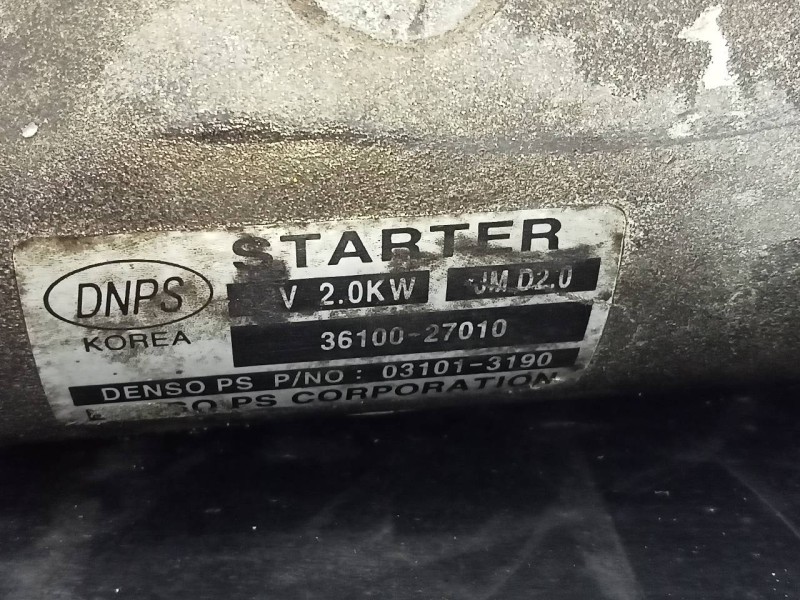 STARTER
DNPS
KOREA
V 2.0KW
JM D2.0
36100-27010
DENSO PS P/NO : 03101-3190
PS CORPORATION